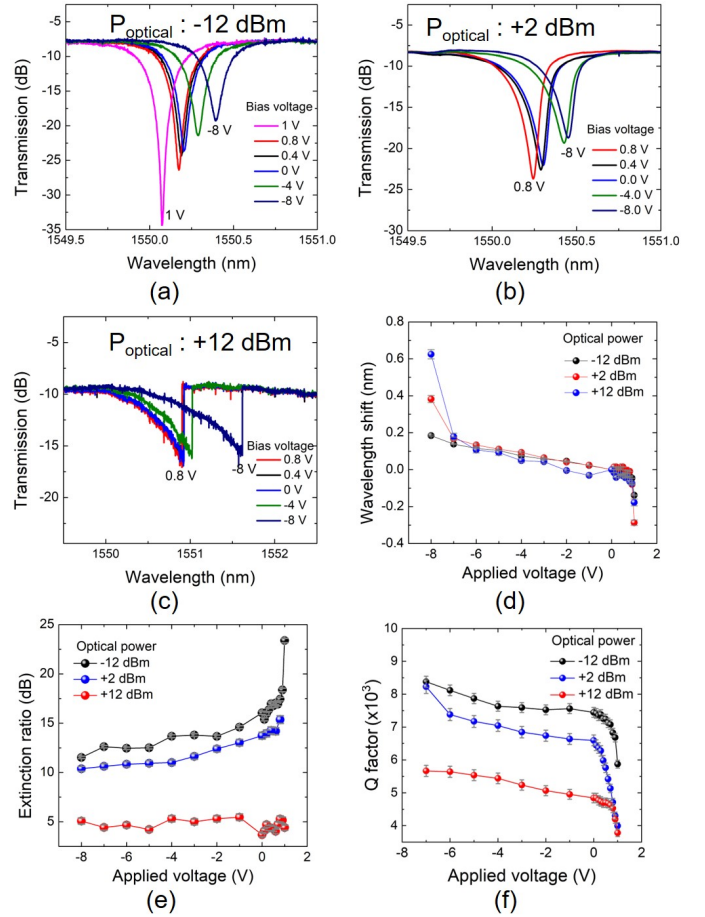 P optical : -12 dBm
-5
-10
-15
-20
-25
-30
-35
Transmission (dB)
Bias voltage
1 V
0.8 V
0.4 V
0 V
-4 V
-8 V
-8 V
1 V
1549.5 1550.0 1550.5 1551.0
Wavelength (nm)
(a)
P optical : +2 dBm
-5
-10
-15
-20
-25
-30
Transmission (dB)
Bias voltage
0.8 V
0.4 V
0.0 V
-4.0 V
-8.0 V
-8 V
0.8 V
1549.5 1550.0 1550.5 1551.0
Wavelength (nm)
(b)
P optical : +12 dBm
-5
-10
-15
-20
Transmission (dB)
Bias voltage
0.8 V
0.4 V
0 V
-4 V
-8 V
0.8 V
-8 V
1550 1551 1552
Wavelength (nm)
(c)
Optical power
-12 dBm
+2 dBm
+12 dBm
0.8
0.6
0.4
0.2
0.0
-0.2
-0.4
Wavelength shift (nm)
-8 -6 -4 -2 0 2
Applied voltage (V)
(d)
Optical power
-12 dBm
+2 dBm
+12 dBm
25
20
15
10
5
Extinction ratio (dB)
-8 -6 -4 -2 0 2
Applied voltage (V)
(e)
Optical power
-12 dBm
+2 dBm
+12 dBm
10
9
8
7
6
5
4
Q factor (x10³)
-8 -6 -4 -2 0 2
Applied voltage (V)
(f)